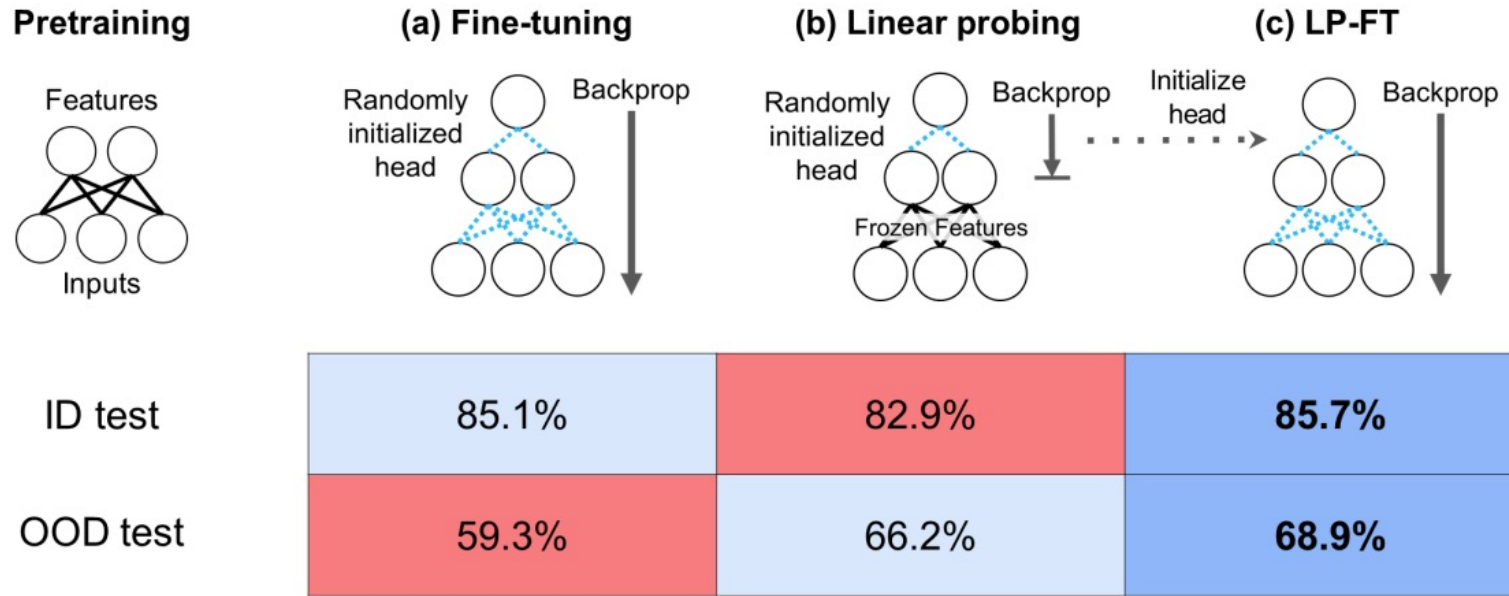 Pretraining
(a) Fine-tuning
(b) Linear probing
(c) LP-FT
Features
Inputs
Randomly
initialized
head
Backprop
Randomly
initialized
head
Backprop
Frozen Features
Initialize
head
Backprop
ID test
85.1%
82.9%
85.7%
OOD test
59.3%
66.2%
68.9%